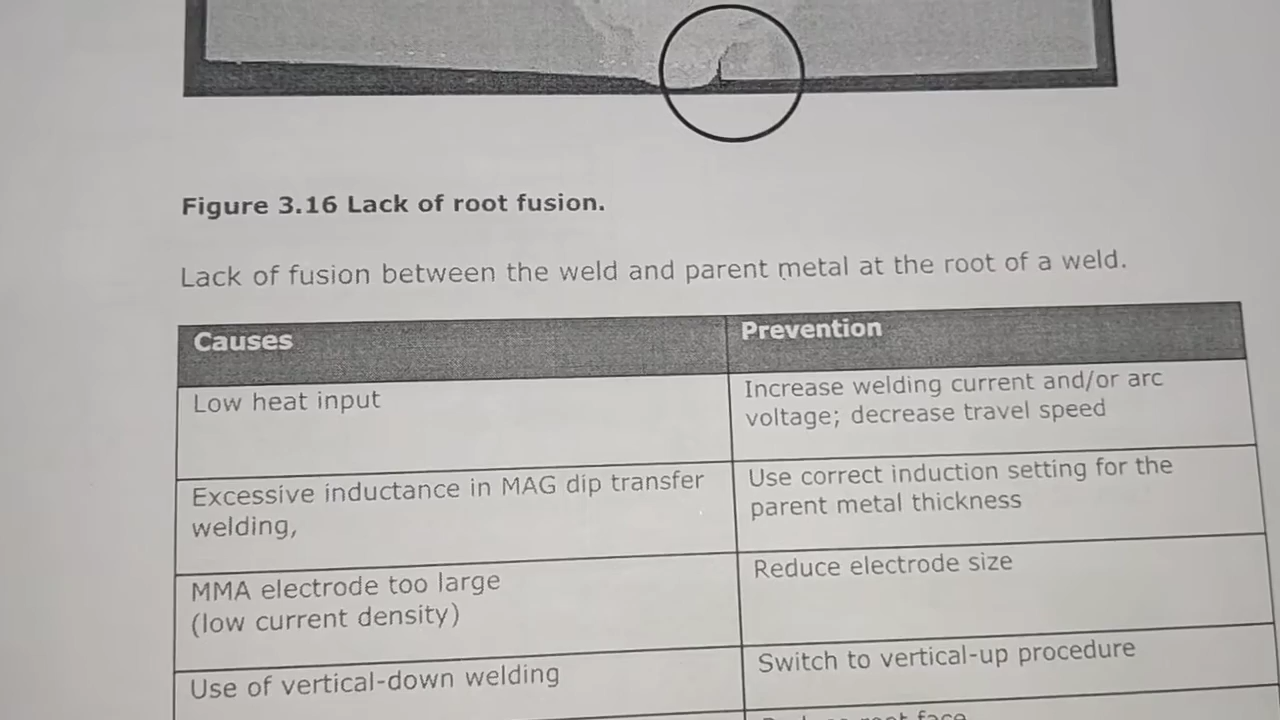 Figure 3.16 Lack of root fusion.
Lack of fusion between the weld and parent metal at the root of a weld.
Causes
Prevention
Low heat input
Increase welding current and/or arc
voltage; decrease travel speed
Excessive inductance in MAG dip transfer
welding,
Use correct induction setting for the
parent metal thickness
MMA electrode too large
(low current density)
Reduce electrode size
Use of vertical-down welding
Switch to vertical-up procedure
root face